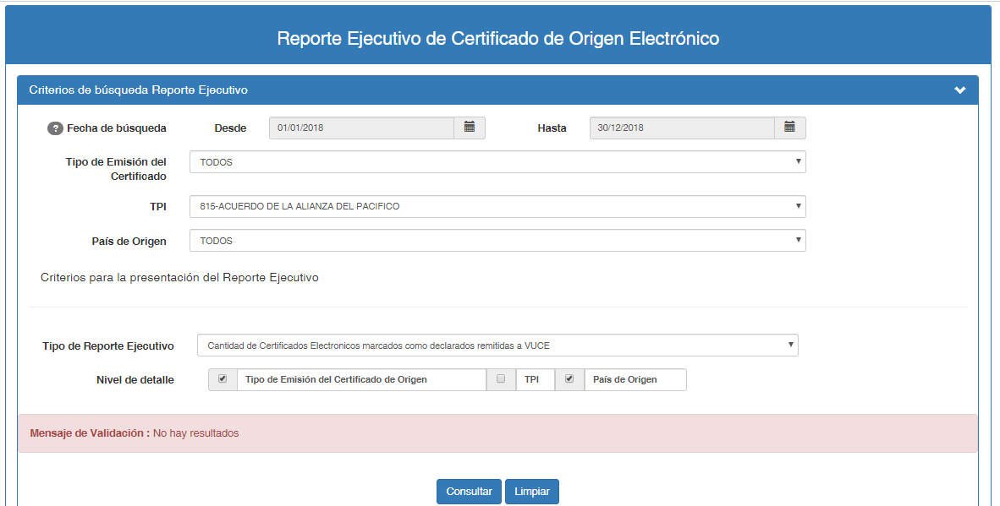 Reporte Ejecutivo de Certificado de Origen Electrónico
Criterios de búsqueda Reporte Ejecutivo
? Fecha de búsqueda Desde 01/01/2018 Hasta 30/12/2018
Tipo de Emisión del
Certificado
TODOS
TPI 815-ACUERDO DE LA ALIANZA DEL PACIFICO
País de Origen TODOS
Criterios para la presentación del Reporte Ejecutivo
Tipo de Reporte Ejecutivo Cantidad de Certificados Electronicos marcados como declarados remitidas a VUCE
Nivel de detalle Tipo de Emisión del Certificado de Origen TPI País de Origen
Mensaje de Validación : No hay resultados
Consultar Limpiar